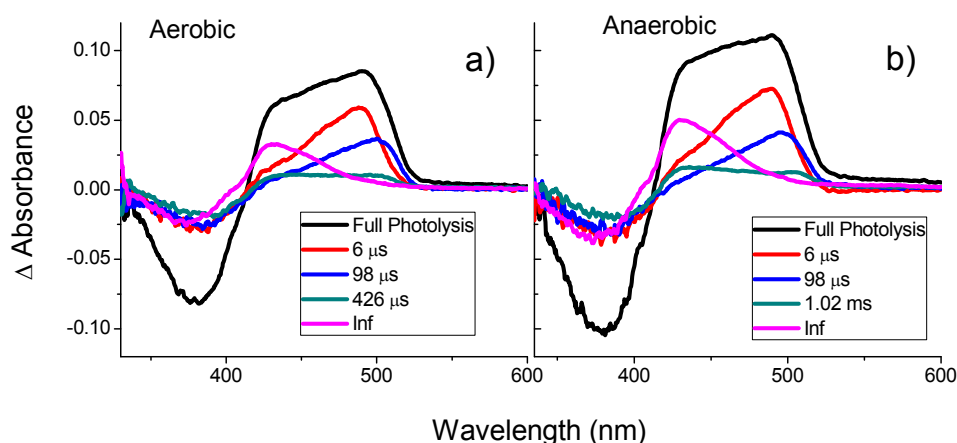 Aerobic
a)
Anaerobic
b)
Δ Absorbance
0.10
0.05
0.00
-0.05
-0.10
Full Photolysis
6 μs
98 μs
426 μs
Inf
Full Photolysis
6 μs
98 μs
1.02 ms
Inf
400
500
600
400
500
600
Wavelength (nm)